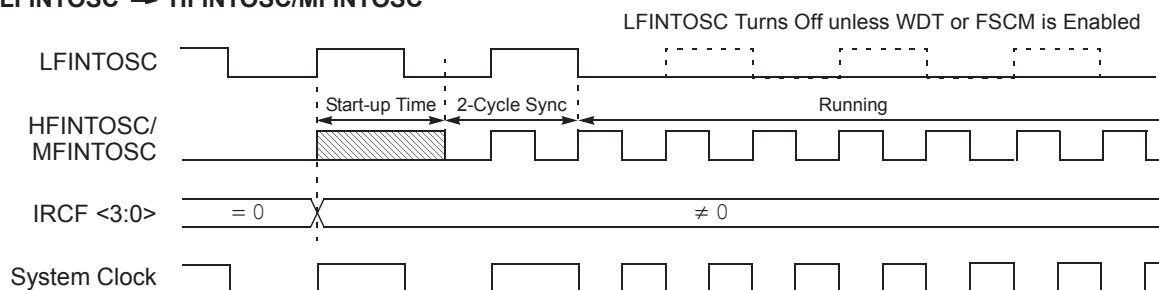 LFINTOSC → HFINTOSC/MFINTOSC
LFINTOSC Turns Off unless WDT or FSCM is Enabled
LFINTOSC
Start-up Time 2-Cycle Sync Running
HFINTOSC/
MFINTOSC
IRCF <3:0> = 0 ≠ 0
System Clock